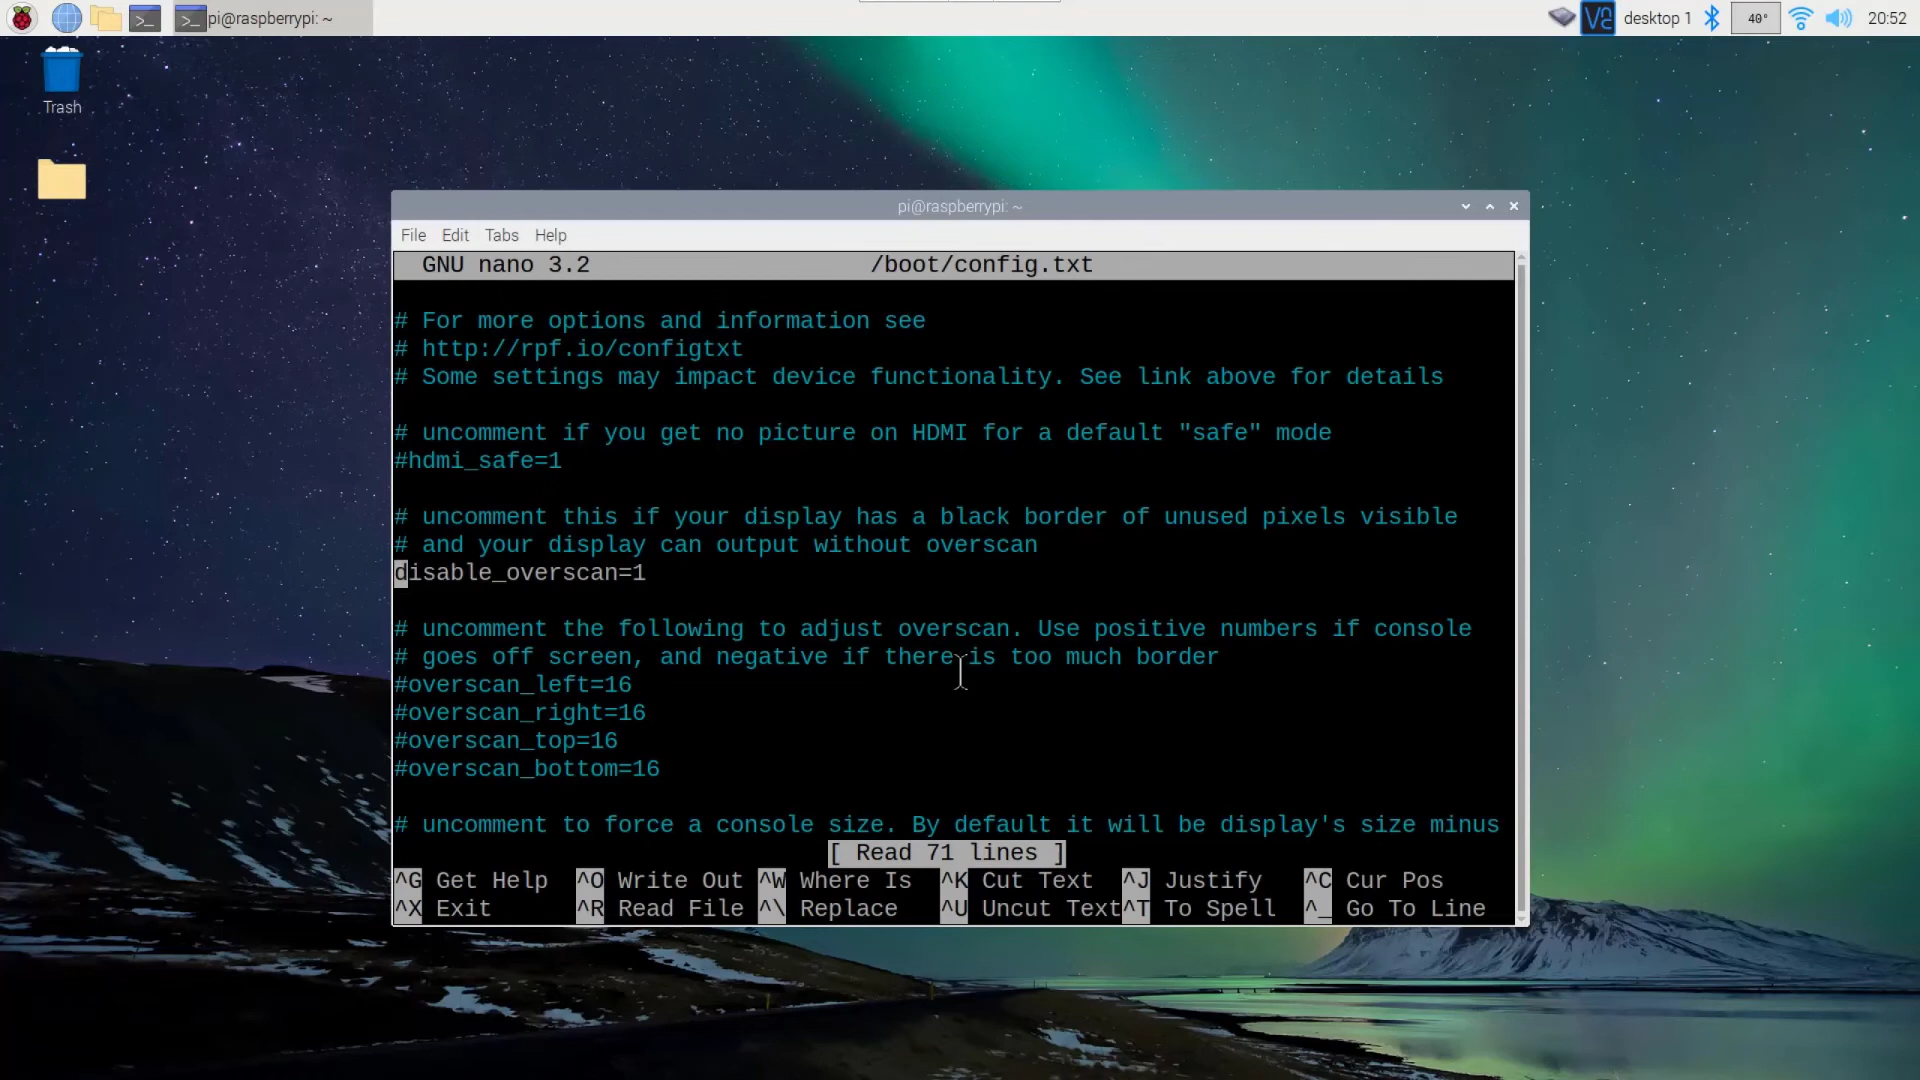 pi@raspberrypi: ~
desktop 1
40°
20:52
Trash
pi@raspberrypi: ~
File Edit Tabs Help
GNU nano 3.2 /boot/config.txt
# For more options and information see
# http://rpf.io/configtxt
# Some settings may impact device functionality. See link above for details
# uncomment if you get no picture on HDMI for a default "safe" mode
#hdmi_safe=1
# uncomment this if your display has a black border of unused pixels visible
# and your display can output without overscan
disable_overscan=1
# uncomment the following to adjust overscan. Use positive numbers if console
# goes off screen, and negative if there is too much border
#overscan_left=16
#overscan_right=16
#overscan_top=16
#overscan_bottom=16
# uncomment to force a console size. By default it will be display's size minus
[ Read 71 lines ]
^G Get Help ^O Write Out ^W Where Is ^K Cut Text ^J Justify ^C Cur Pos
^X Exit ^R Read File ^\ Replace ^U Uncut Text ^T To Spell ^_ Go To Line